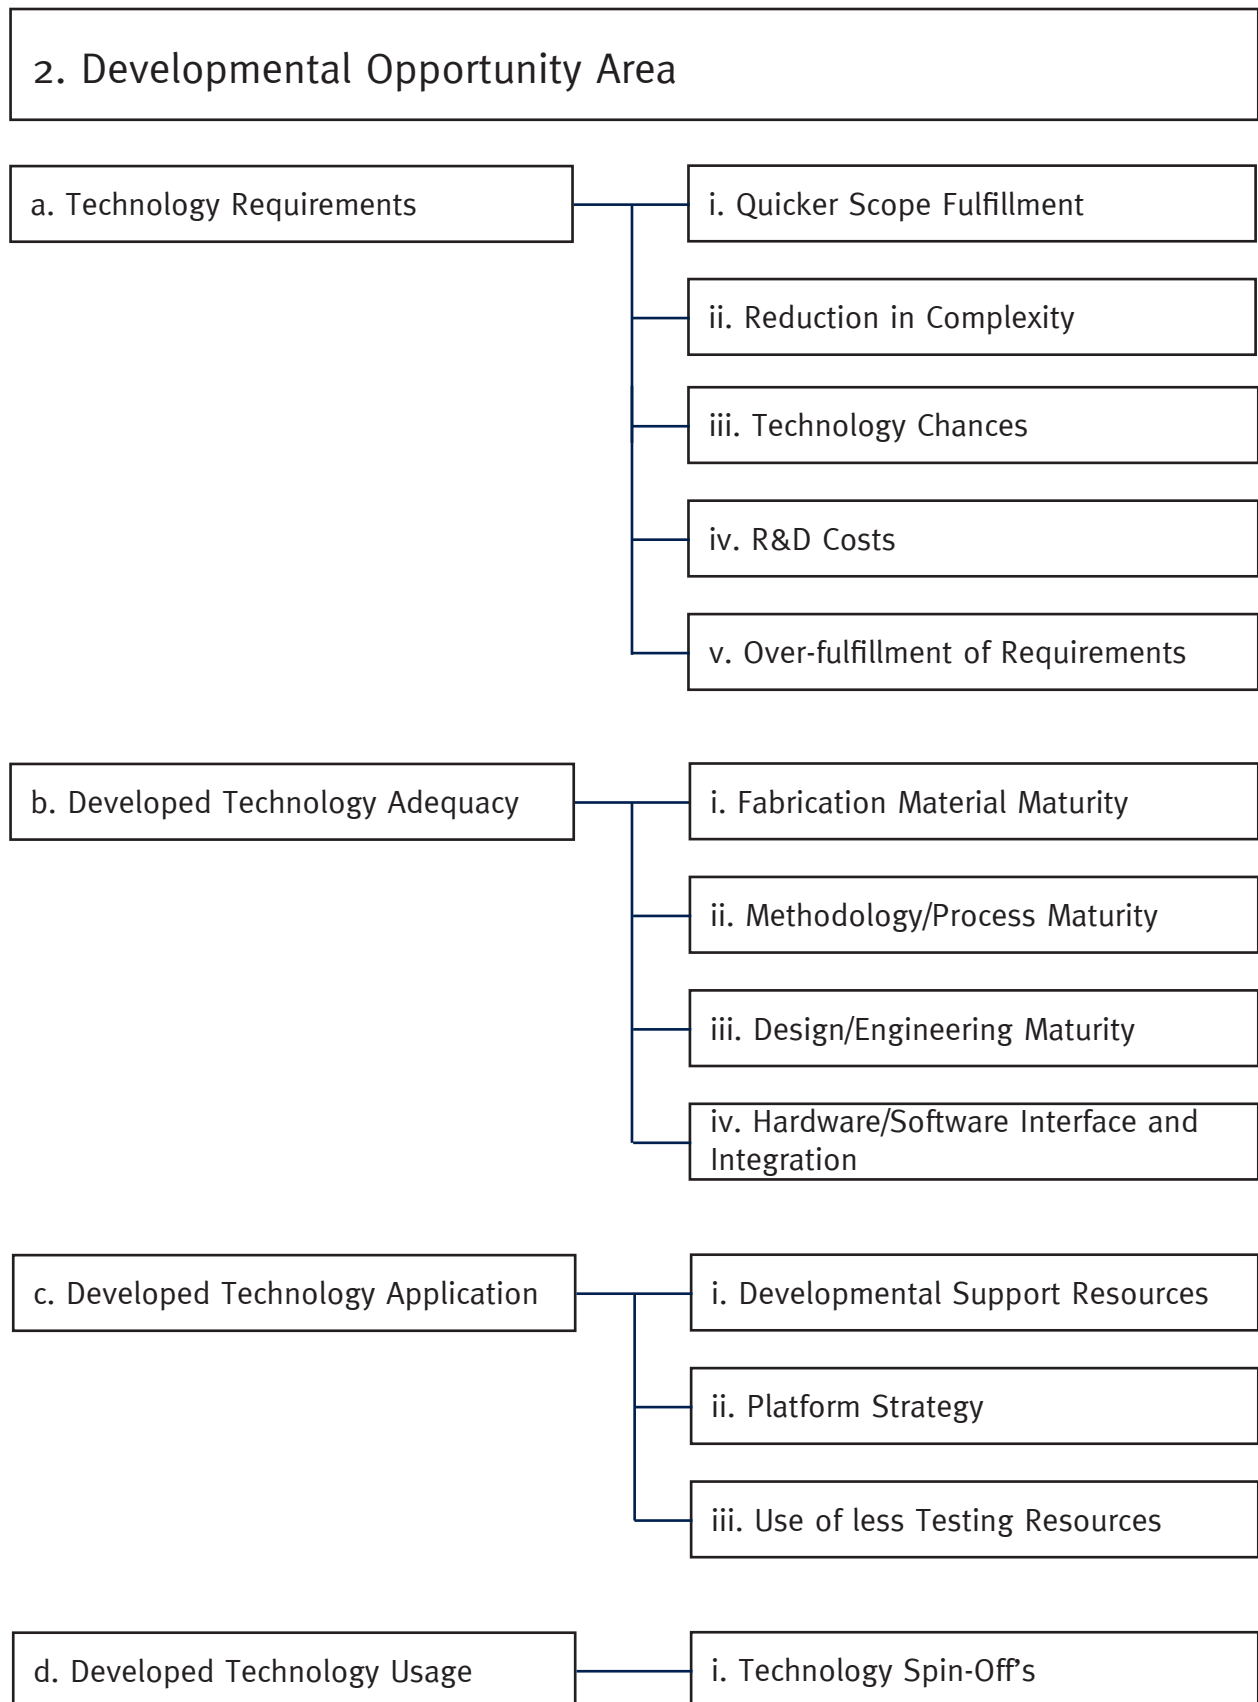 2. Developmental Opportunity Area
a. Technology Requirements
i. Quicker Scope Fulfillment
ii. Reduction in Complexity
iii. Technology Chances
iv. R&D Costs
v. Over-fulfillment of Requirements
b. Developed Technology Adequacy
i. Fabrication Material Maturity
ii. Methodology/Process Maturity
iii. Design/Engineering Maturity
iv. Hardware/Software Interface and
Integration
c. Developed Technology Application
i. Developmental Support Resources
ii. Platform Strategy
iii. Use of less Testing Resources
d. Developed Technology Usage
i. Technology Spin-Off's